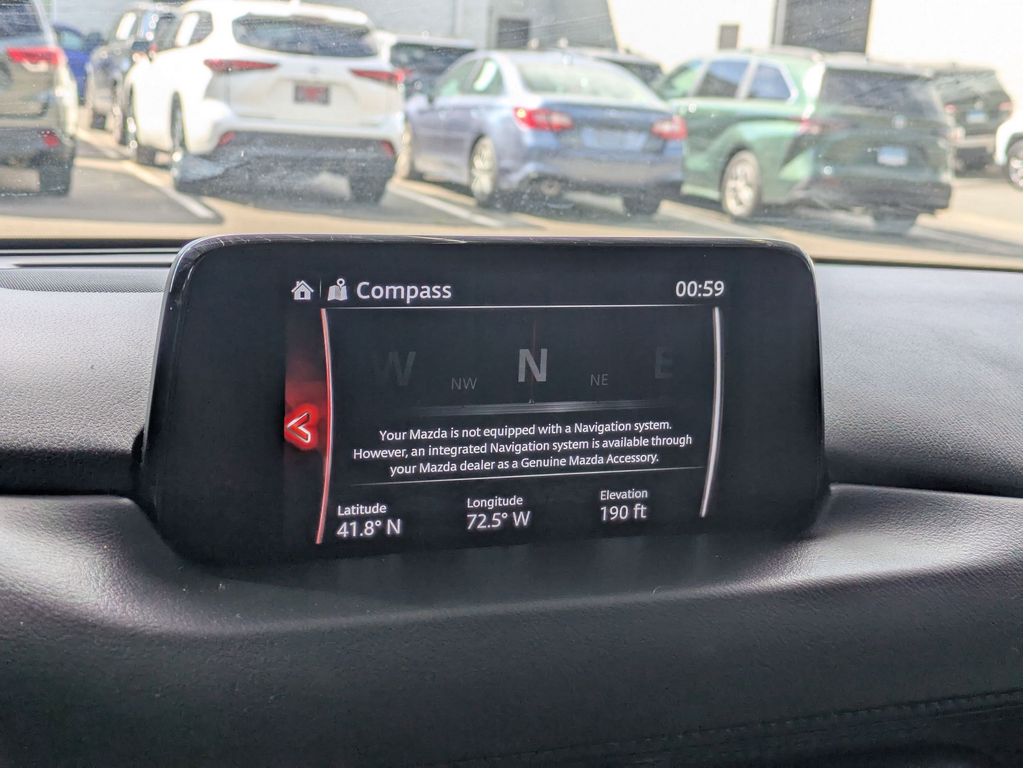 Compass 00:59
W NW N NE E
Your Mazda is not equipped with a Navigation system.
However, an integrated Navigation system is available through
your Mazda dealer as a Genuine Mazda Accessory.
Latitude Longitude Elevation
41.8° N 72.5° W 190 ft